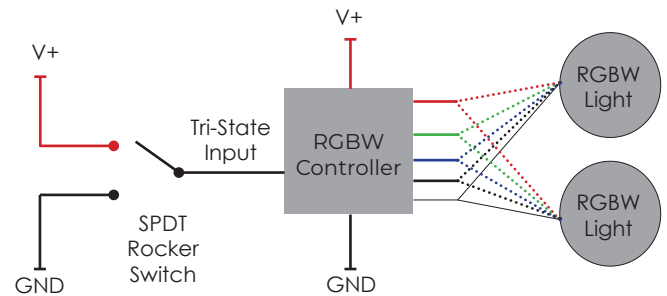 V+
V+
Tri-State
Input
RGBW
Controller
RGBW
Light
RGBW
Light
SPDT
Rocker
Switch
GND
GND